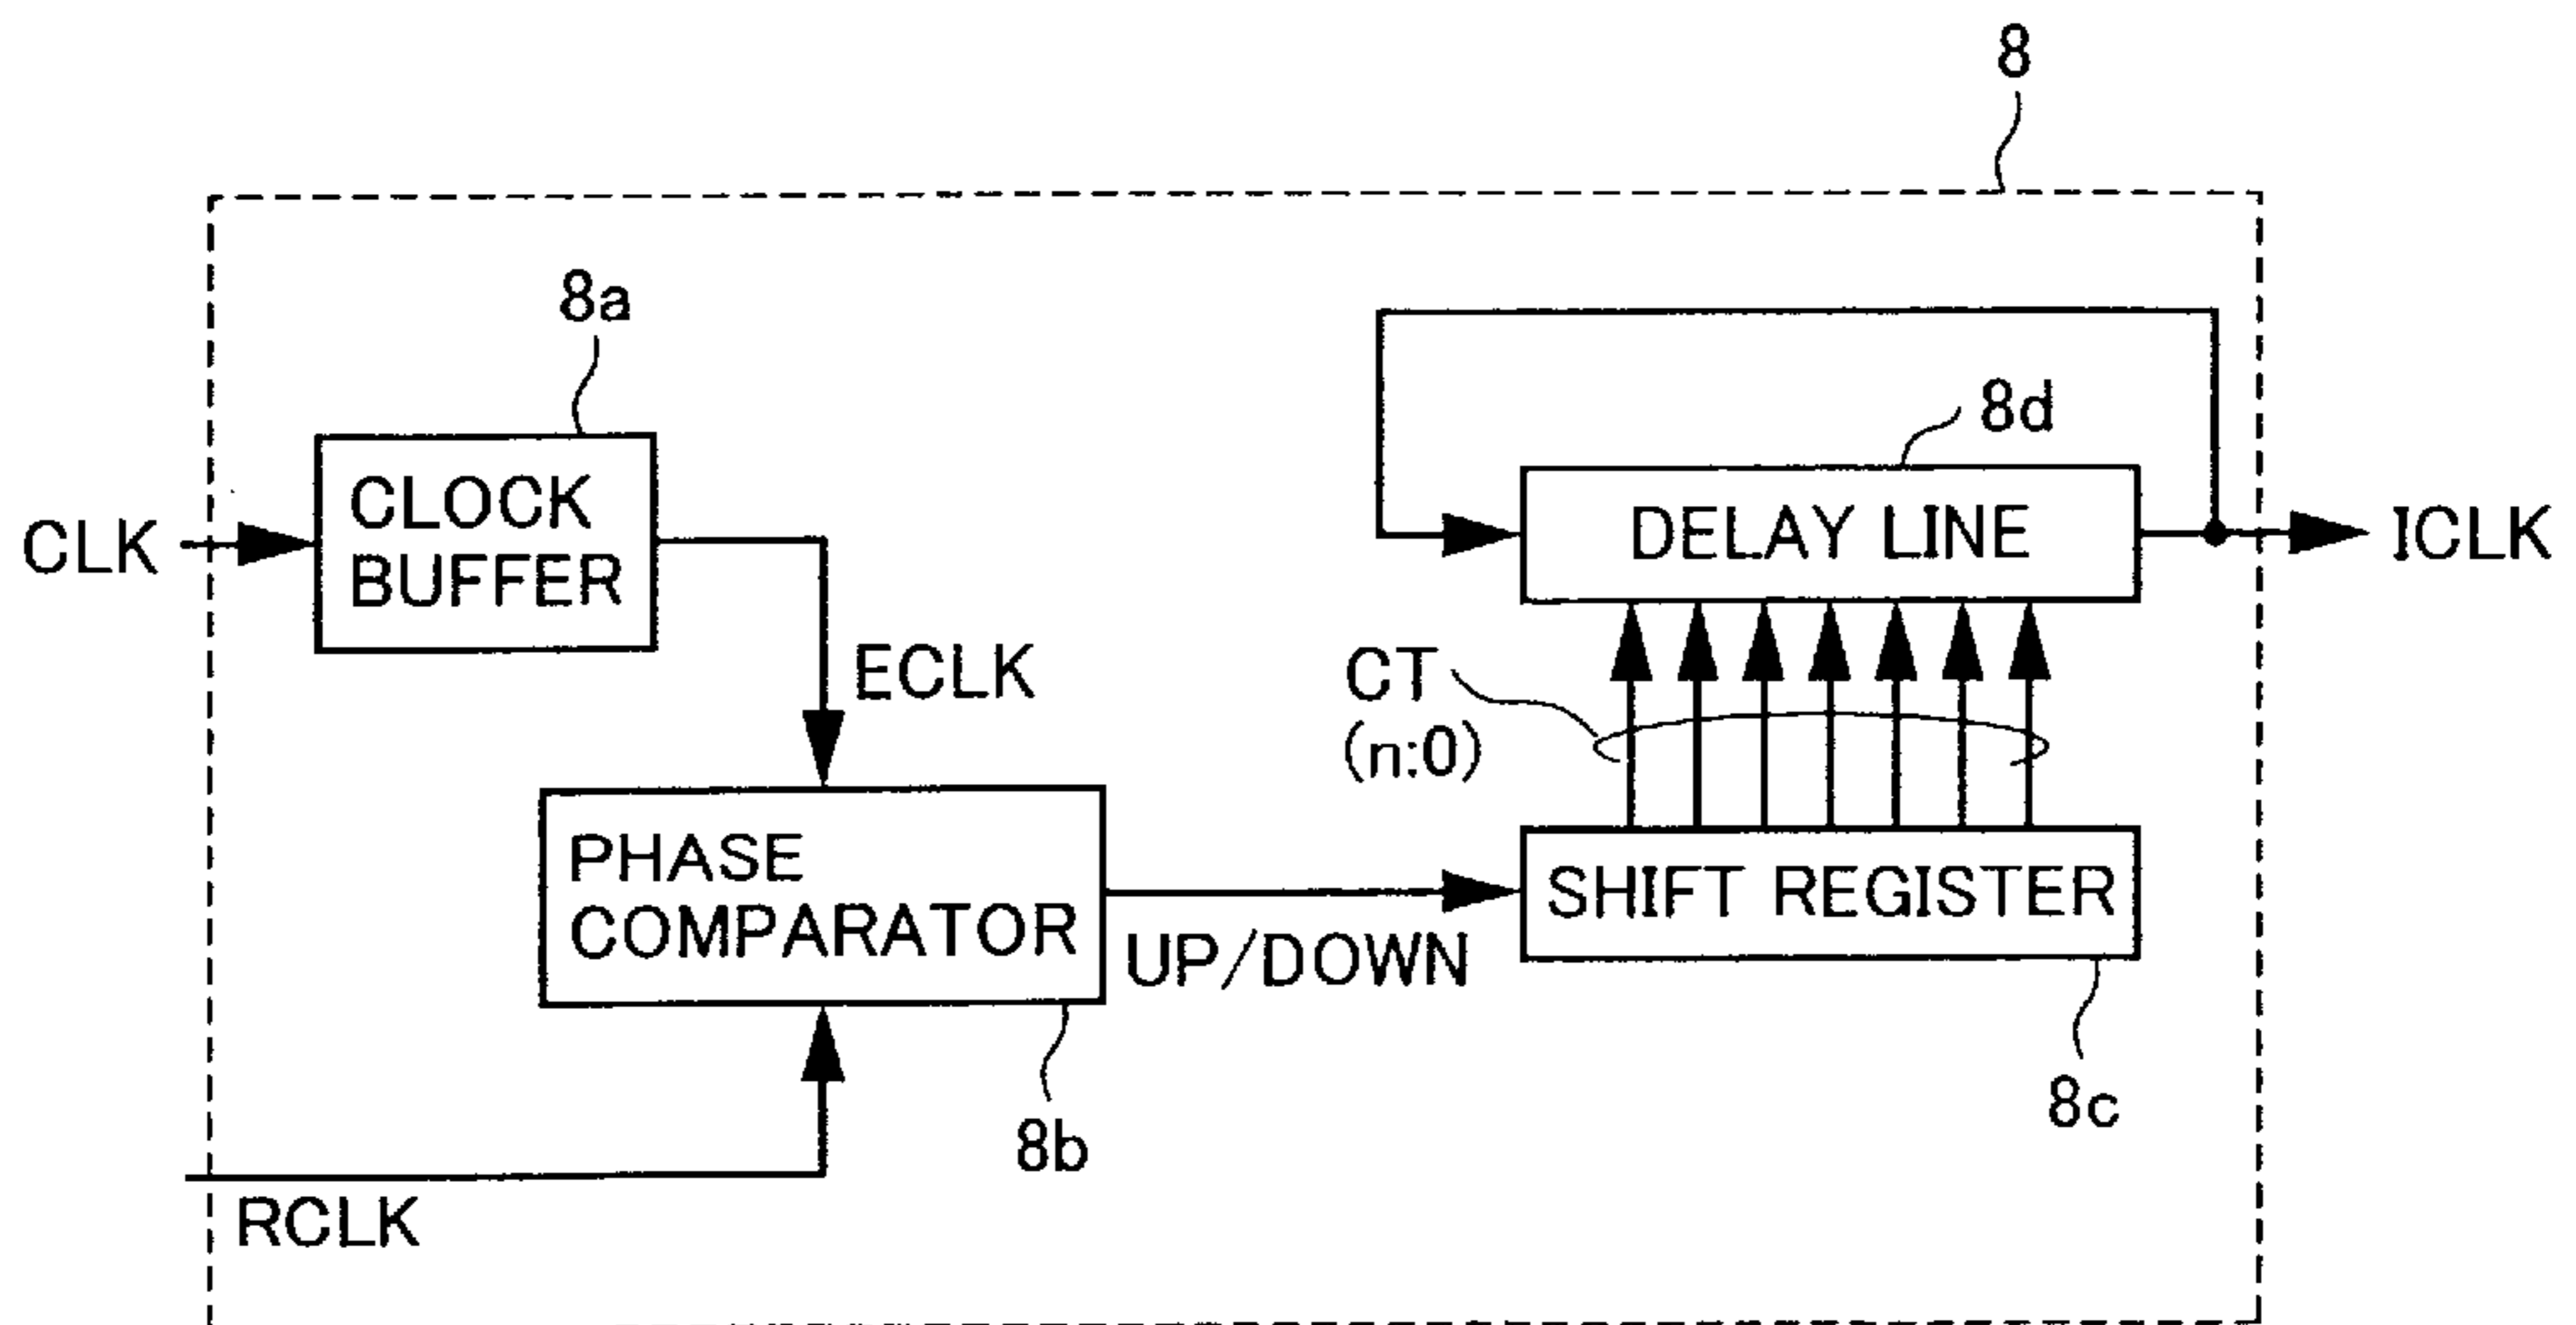 8
8a
CLOCK
BUFFER
CLK
ECLK
8d
DELAY LINE
ICLK
CT
(n:0)
PHASE
COMPARATOR
UP/DOWN
SHIFT REGISTER
8b
8c
RCLK